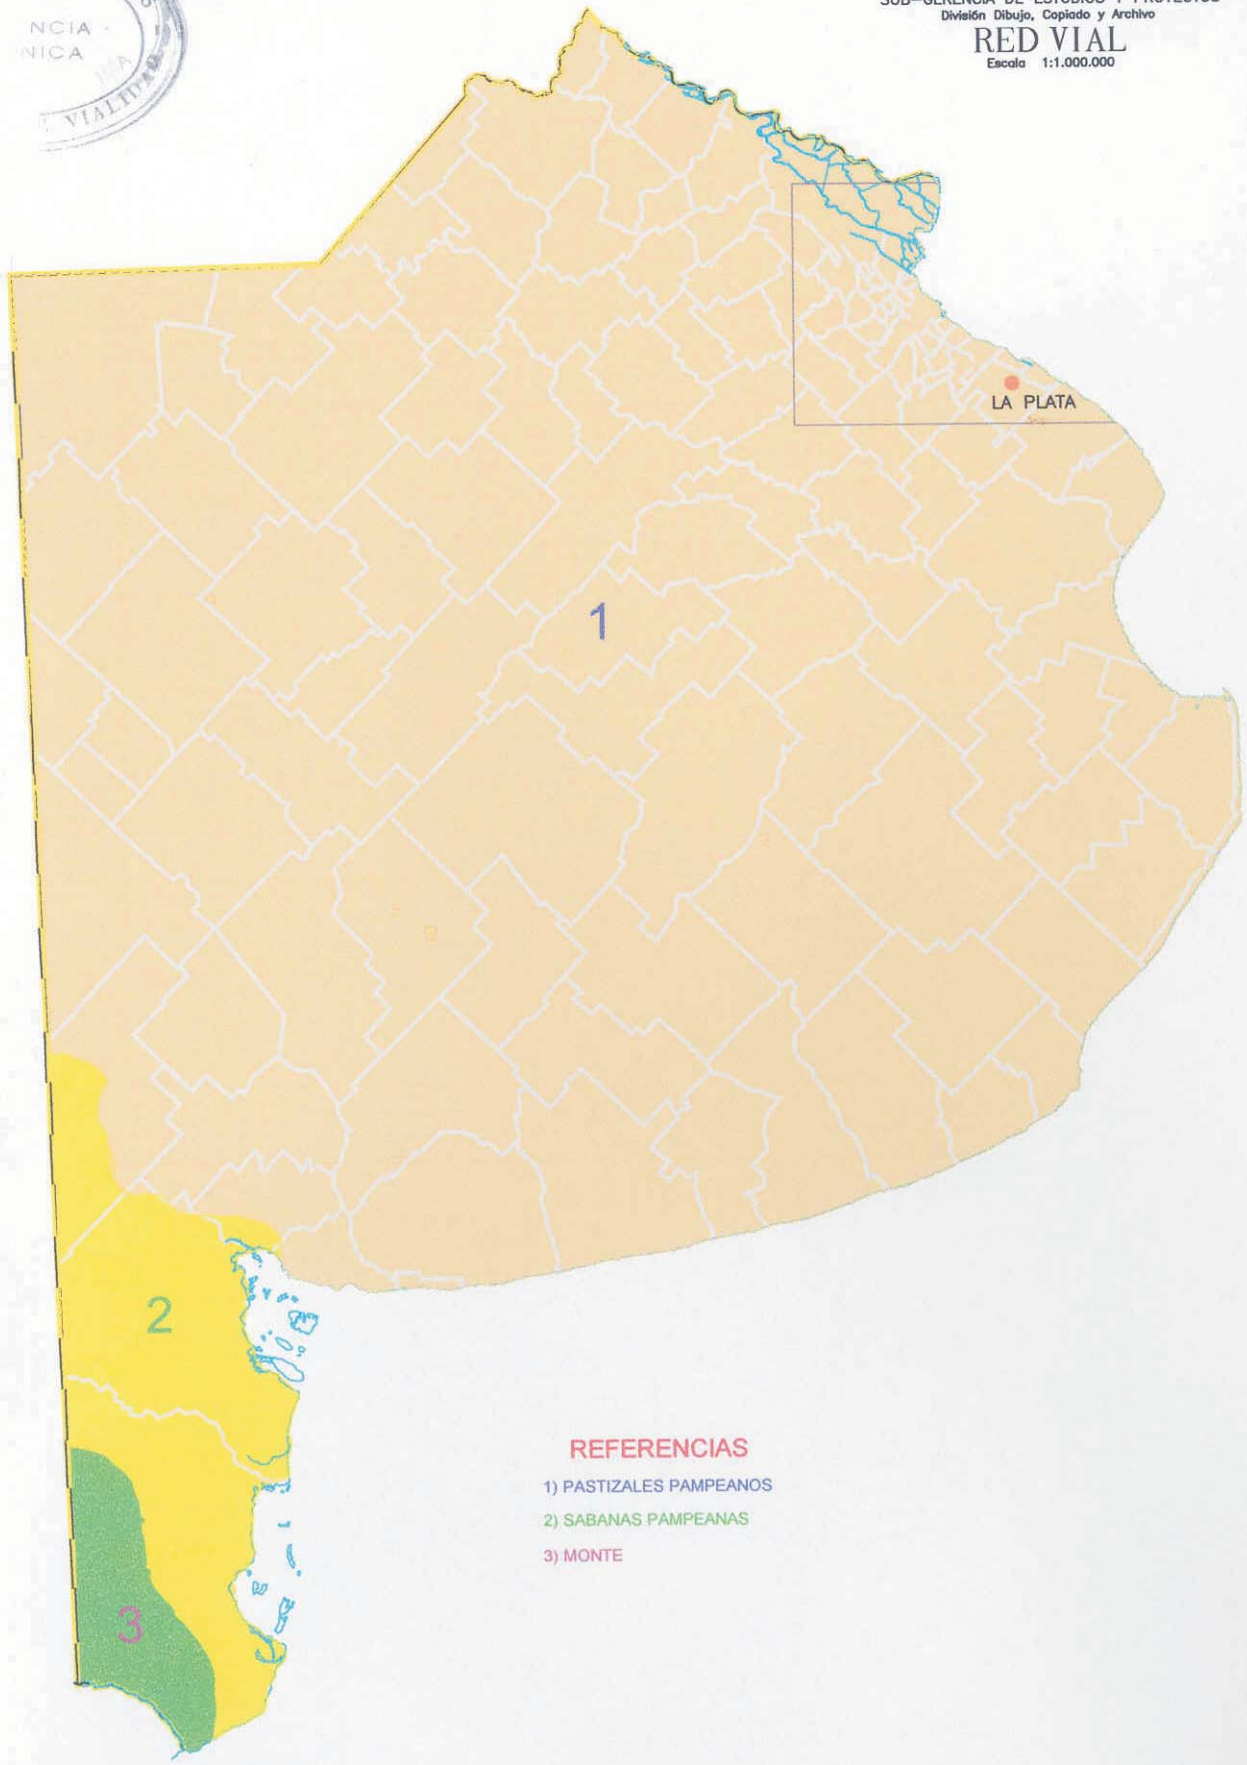 NCIA
NICA
VIALIDAD
División Dibujo, Copiado y Archivo
RED VIAL
Escala 1:1.000.000
LA PLATA
1
2
3
REFERENCIAS
1) PASTIZALES PAMPEANOS
2) SABANAS PAMPEANAS
3) MONTE